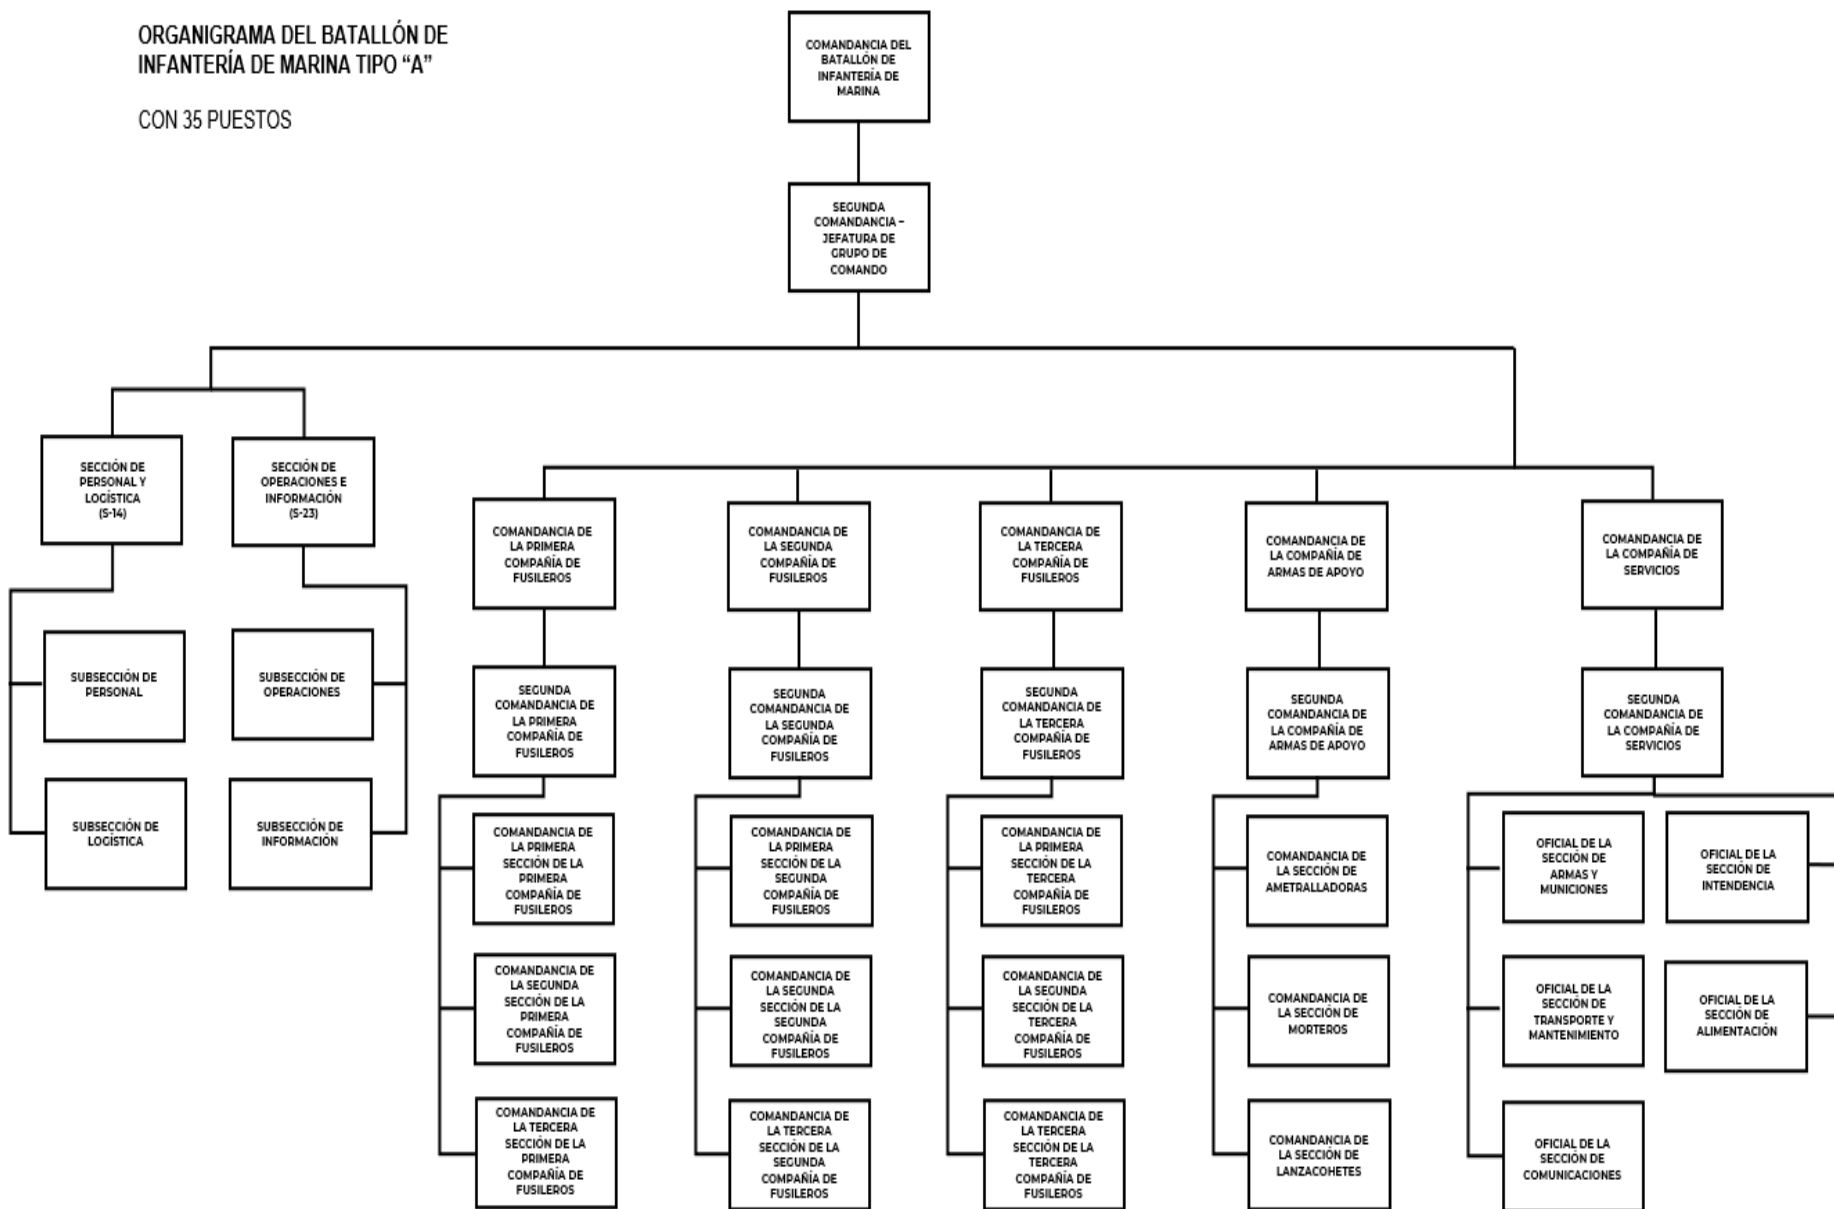 ORGANIGRAMA DEL BATALLÓN DE
INFANTERÍA DE MARINA TIPO “A”
CON 35 PUESTOS
COMANDANCIA DEL
BATALLÓN DE
INFANTERÍA DE
MARINA
SEGUNDA
COMANDANCIA –
JEFATURA DE
GRUPO DE
COMANDO
SECCIÓN DE
PERSONAL Y
LOGÍSTICA
(S-14)
SECCIÓN DE
OPERACIONES E
INFORMACIÓN
(S-23)
SUBSECCIÓN DE
PERSONAL
SUBSECCIÓN DE
OPERACIONES
SUBSECCIÓN DE
LOGÍSTICA
SUBSECCIÓN DE
INFORMACIÓN
COMANDANCIA DE
LA PRIMERA
COMPAÑÍA DE
FUSILEROS
COMANDANCIA DE
LA SEGUNDA
COMPAÑÍA DE
FUSILEROS
COMANDANCIA DE
LA TERCERA
COMPAÑÍA DE
FUSILEROS
COMANDANCIA DE
LA COMPAÑÍA DE
ARMAS DE APOYO
COMANDANCIA DE
LA COMPAÑÍA DE
SERVICIOS
SEGUNDA
COMANDANCIA DE
LA PRIMERA
COMPAÑÍA DE
FUSILEROS
SEGUNDA
COMANDANCIA DE
LA SEGUNDA
COMPAÑÍA DE
FUSILEROS
SEGUNDA
COMANDANCIA DE
LA TERCERA
COMPAÑÍA DE
FUSILEROS
SEGUNDA
COMANDANCIA DE
LA COMPAÑÍA DE
ARMAS DE APOYO
SEGUNDA
COMANDANCIA DE
LA COMPAÑÍA DE
SERVICIOS
COMANDANCIA DE
LA PRIMERA
SECCIÓN DE LA
PRIMERA
COMPAÑÍA DE
FUSILEROS
COMANDANCIA DE
LA PRIMERA
SECCIÓN DE LA
SEGUNDA
COMPAÑÍA DE
FUSILEROS
COMANDANCIA DE
LA PRIMERA
SECCIÓN DE LA
TERCERA
COMPAÑÍA DE
FUSILEROS
COMANDANCIA DE
LA SECCIÓN DE
AMETRALLADORAS
OFICIAL DE LA
SECCIÓN DE
ARMAS Y
MUNICIONES
OFICIAL DE LA
SECCIÓN DE
INTENDENCIA
COMANDANCIA DE
LA SEGUNDA
SECCIÓN DE LA
PRIMERA
COMPAÑÍA DE
FUSILEROS
COMANDANCIA DE
LA SEGUNDA
SECCIÓN DE LA
SEGUNDA
COMPAÑÍA DE
FUSILEROS
COMANDANCIA DE
LA SEGUNDA
SECCIÓN DE LA
TERCERA
COMPAÑÍA DE
FUSILEROS
COMANDANCIA DE
LA SECCIÓN DE
MORTEROS
OFICIAL DE LA
SECCIÓN DE
TRANSPORTE Y
MANTENIMIENTO
OFICIAL DE LA
SECCIÓN DE
ALIMENTACIÓN
COMANDANCIA DE
LA TERCERA
SECCIÓN DE LA
PRIMERA
COMPAÑÍA DE
FUSILEROS
COMANDANCIA DE
LA TERCERA
SECCIÓN DE LA
SEGUNDA
COMPAÑÍA DE
FUSILEROS
COMANDANCIA DE
LA TERCERA
SECCIÓN DE LA
TERCERA
COMPAÑÍA DE
FUSILEROS
COMANDANCIA DE
LA SECCIÓN DE
LANZACOHETES
OFICIAL DE LA
SECCIÓN DE
COMUNICACIONES